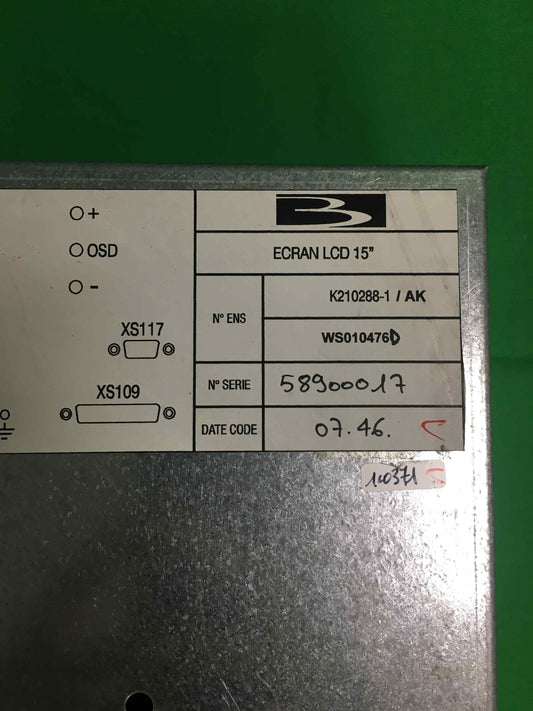 +
OSD
-
XS117
XS109
ECRAN LCD 15"
N° ENS
K210288-1 / AK
WS010476D
N° SERIE
58900017
DATE CODE
07.46.